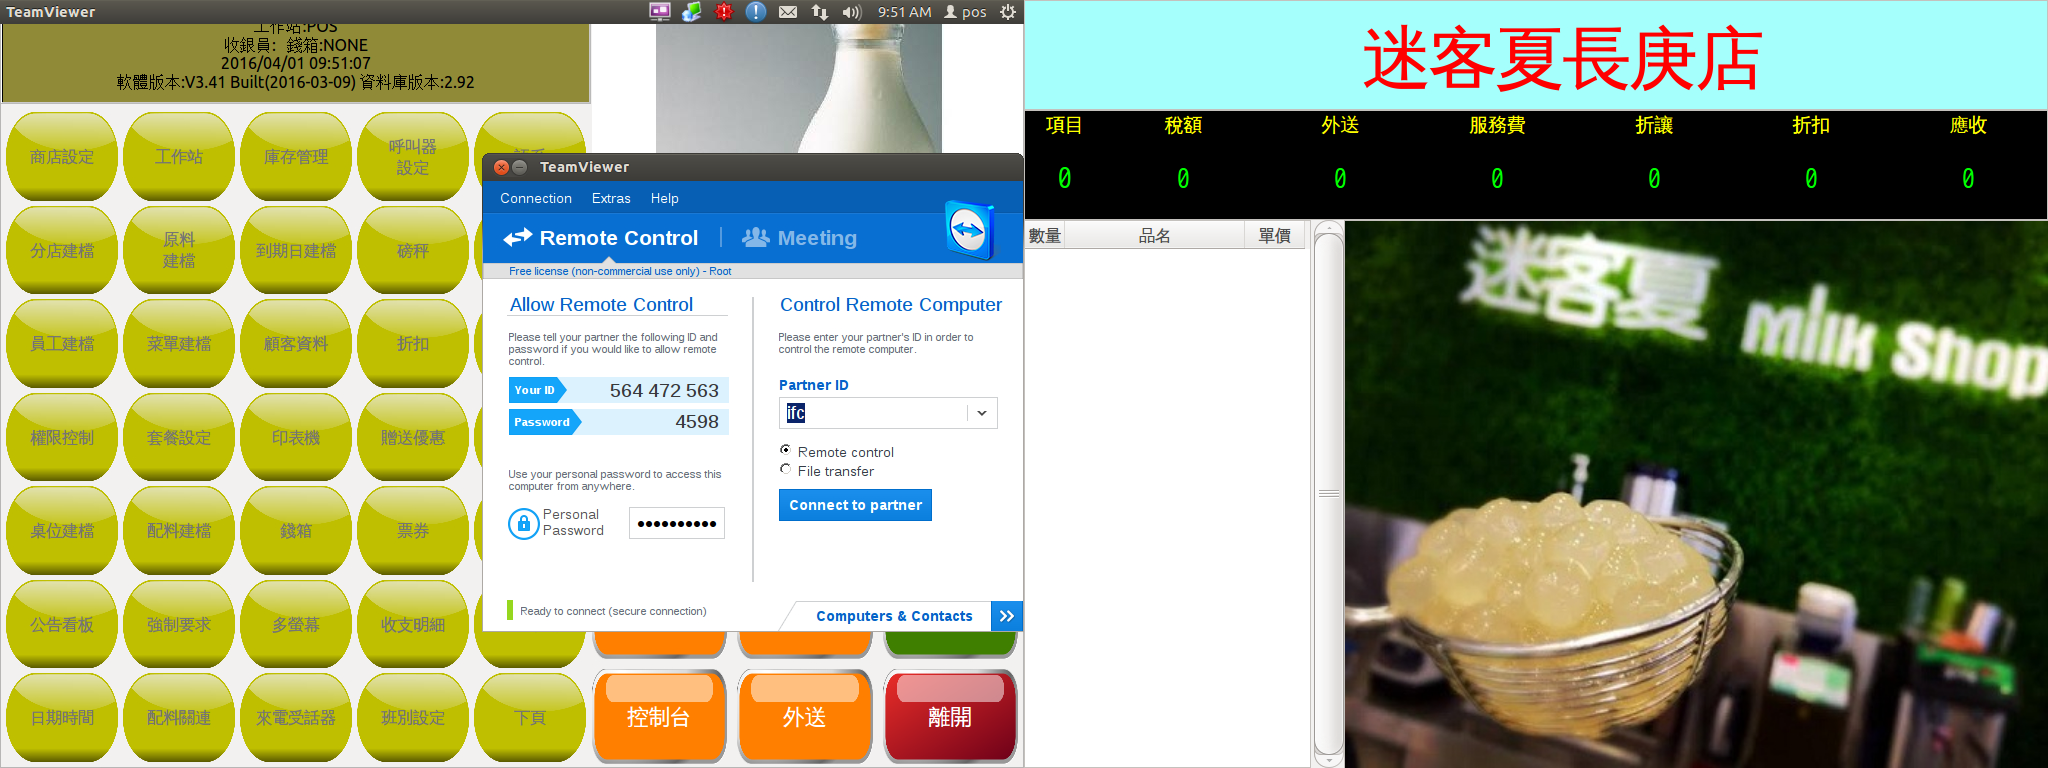 TeamViewer
9:51 AM
pos
工作站:POS
收銀員: 錢箱:NONE
2016/04/01 09:51:07
軟體版本:V3.41 Built(2016-03-09) 資料庫版本:2.92
商店設定
工作站
庫存管理
呼叫器
設定
分店建檔
原料
建檔
到期日建檔
磅秤
員工建檔
菜單建檔
顧客資料
折扣
權限控制
套餐設定
印表機
贈送優惠
桌位建檔
配料建檔
錢箱
票券
公告看板
強制要求
多螢幕
收支明細
日期時間
配料關連
來電受話器
班別設定
下頁
控制台
外送
離開
TeamViewer
Connection Extras Help
Remote Control
Meeting
Free license (non-commercial use only) - Root
Allow Remote Control
Please tell your partner the following ID and
password if you would like to allow remote
control.
Your ID 564 472 563
Password 4598
Use your personal password to access this
computer from anywhere.
Personal
Password
Ready to connect (secure connection)
Control Remote Computer
Please enter your partner's ID in order to
control the remote computer.
Partner ID
ifc
Remote control
File transfer
Connect to partner
Computers & Contacts
迷客夏長庚店
項目 稅額 外送 服務費 折讓 折扣 應收
0 0 0 0 0 0 0
數量 品名 單價
迷客夏
milk Shop